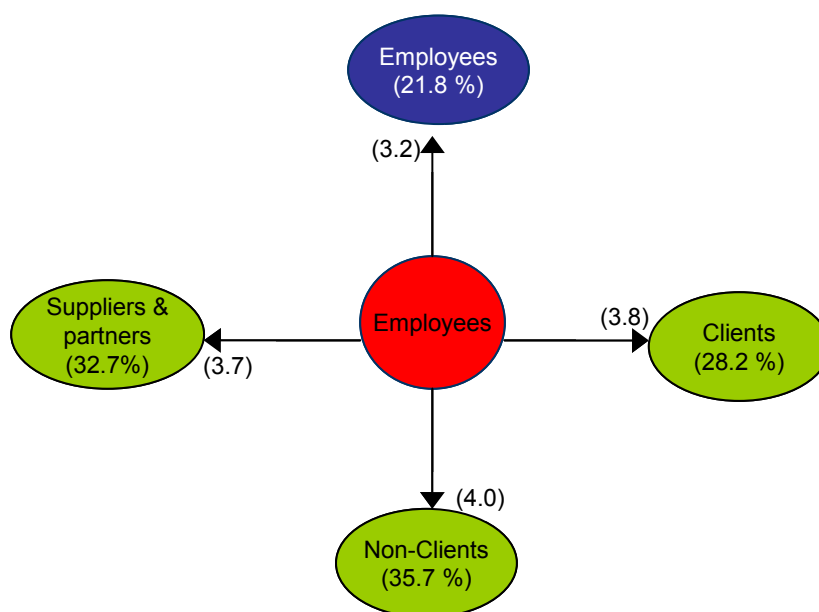 Employees
(21.8 %)
(3.2)
Suppliers &
partners
(32.7%)
(3.7)
Employees
(3.8)
Clients
(28.2 %)
(4.0)
Non-Clients
(35.7 %)